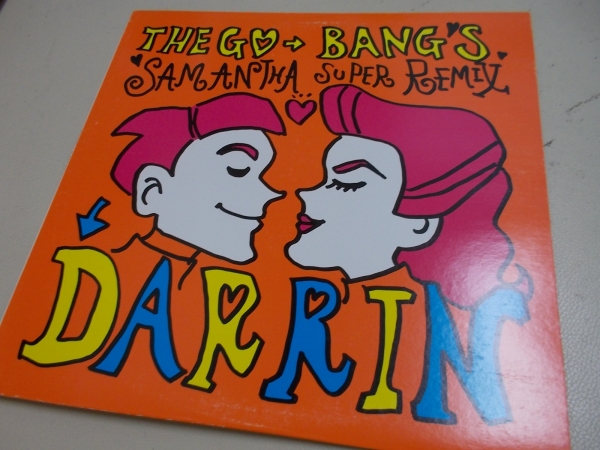 THE GO→BANG'S
SAMANTHA SUPER REMIX
DARRIN